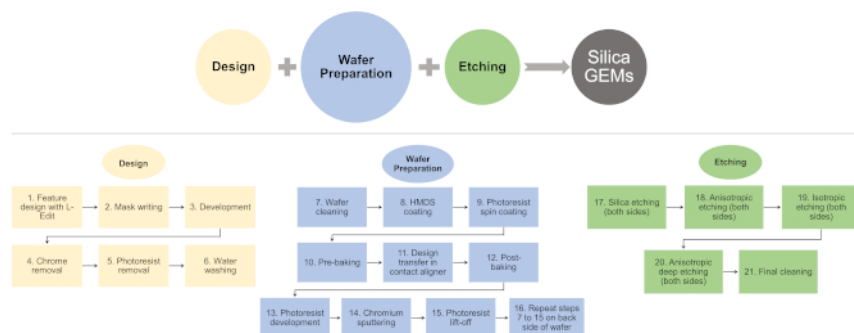 Design
Wafer
Preparation
Etching
Silica
GEMs
Design
1. Feature
design with L-
Edit
2. Mask writing
3. Development
4. Chrome
removal
5. Photoresist
removal
6. Water
washing
Wafer
Preparation
7. Wafer
cleaning
8. HMDS
coating
9. Photoresist
spin coating
10. Pre-baking
11. Design
transfer in
contact aligner
12. Post-
baking
13. Photoresist
development
14. Chromium
sputtering
15. Photoresist
lift-off
16. Repeat steps
7 to 15 on back
side of wafer
Etching
17. Silica etching
(both sides)
18. Anisotropic
etching (both
sides)
19. Isotropic
etching (both
sides)
20. Anisotropic
deep etching
(both sides)
21. Final cleaning